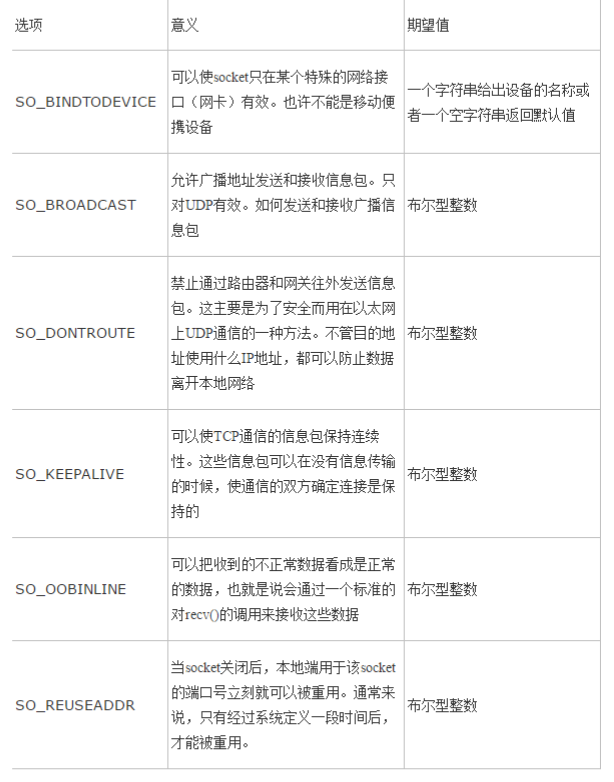 选项 意义 期望值
SO_BINDTODEVICE
可以使socket只在某个特殊的网络接
口（网卡）有效。也许不能是移动便
携设备
一个字符串给出设备的名称或
者一个空字符串返回默认值
SO_BROADCAST
允许广播地址发送和接收信息包。只
对UDP有效。如何发送和接收广播信
息包
布尔型整数
SO_DONTROUTE
禁止通过路由器和网关往外发送信息
包。这主要是为了安全而用在以太网
上UDP通信的一种方法。不管目的地
址使用什么IP地址，都可以防止数据
离开本地网络
布尔型整数
SO_KEEPALIVE
可以使TCP通信的信息包保持连续
性。这些信息包可以在没有信息传输
的时候，使通信的双方确定连接是保
持的
布尔型整数
SO_OOBINLINE
可以把收到的不正常数据看成是正常
的数据，也就是说会通过一个标准的
对recv()的调用来接收这些数据
布尔型整数
SO_REUSEADDR
当socket关闭后，本地端用于该socket
的端口号立刻就可以被重用。通常来
说，只有经过系统定义一段时间后，
才能被重用。
布尔型整数